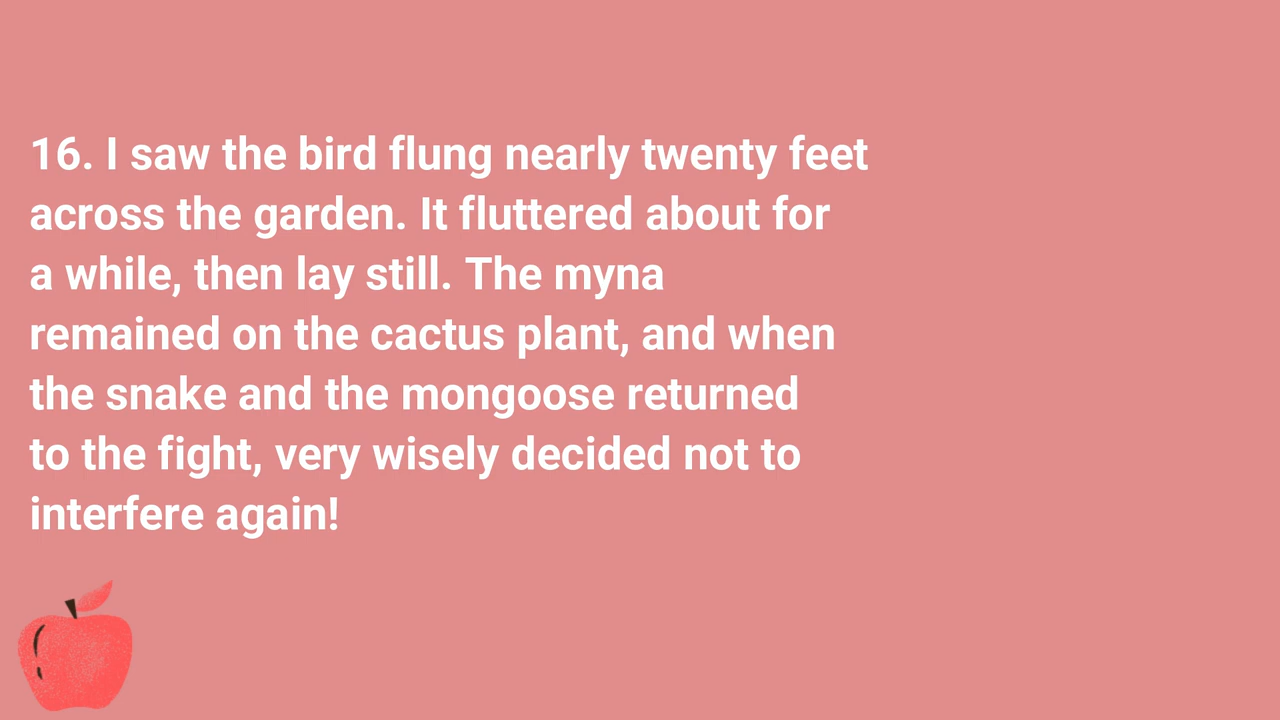 16. I saw the bird flung nearly twenty feet
across the garden. It fluttered about for
a while, then lay still. The myna
remained on the cactus plant, and when
the snake and the mongoose returned
to the fight, very wisely decided not to
interfere again!